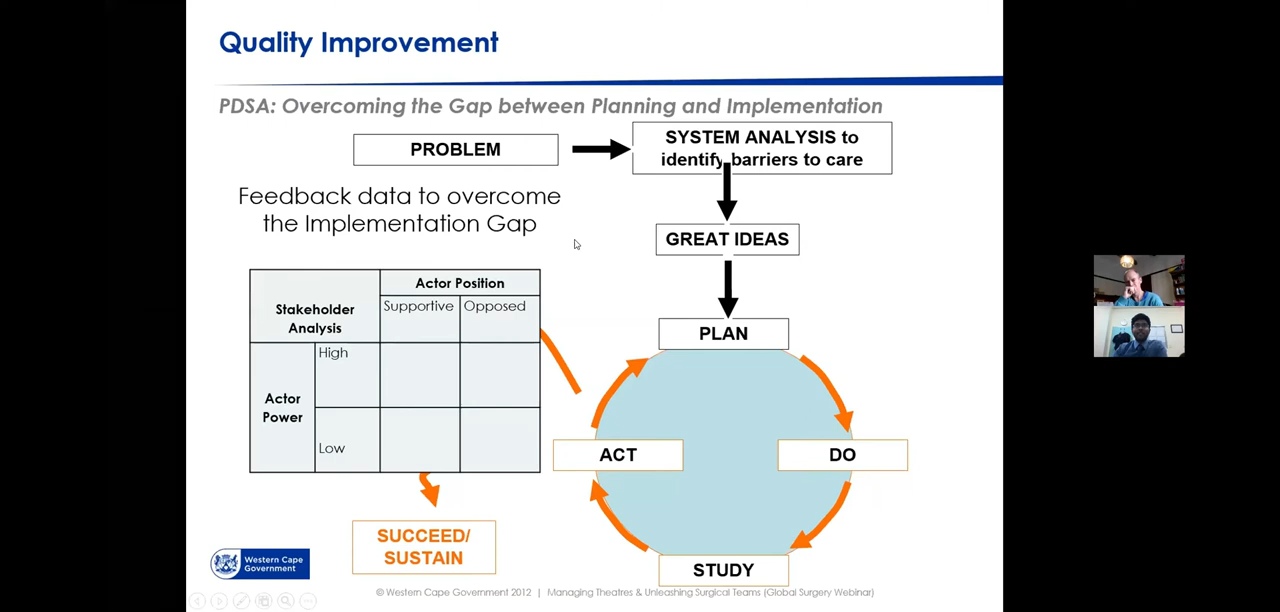 Quality Improvement
PDSA: Overcoming the Gap between Planning and Implementation
PROBLEM
SYSTEM ANALYSIS to
identify barriers to care
Feedback data to overcome
the Implementation Gap
GREAT IDEAS
Stakeholder
Analysis
Actor Position
Supportive
Opposed
Actor
Power
High
Low
PLAN
DO
STUDY
ACT
SUCCEED/
SUSTAIN
Western Cape
Government
© Western Cape Government 2012 | Managing Theatres & Unleashing Surgical Teams (Global Surgery Webinar)